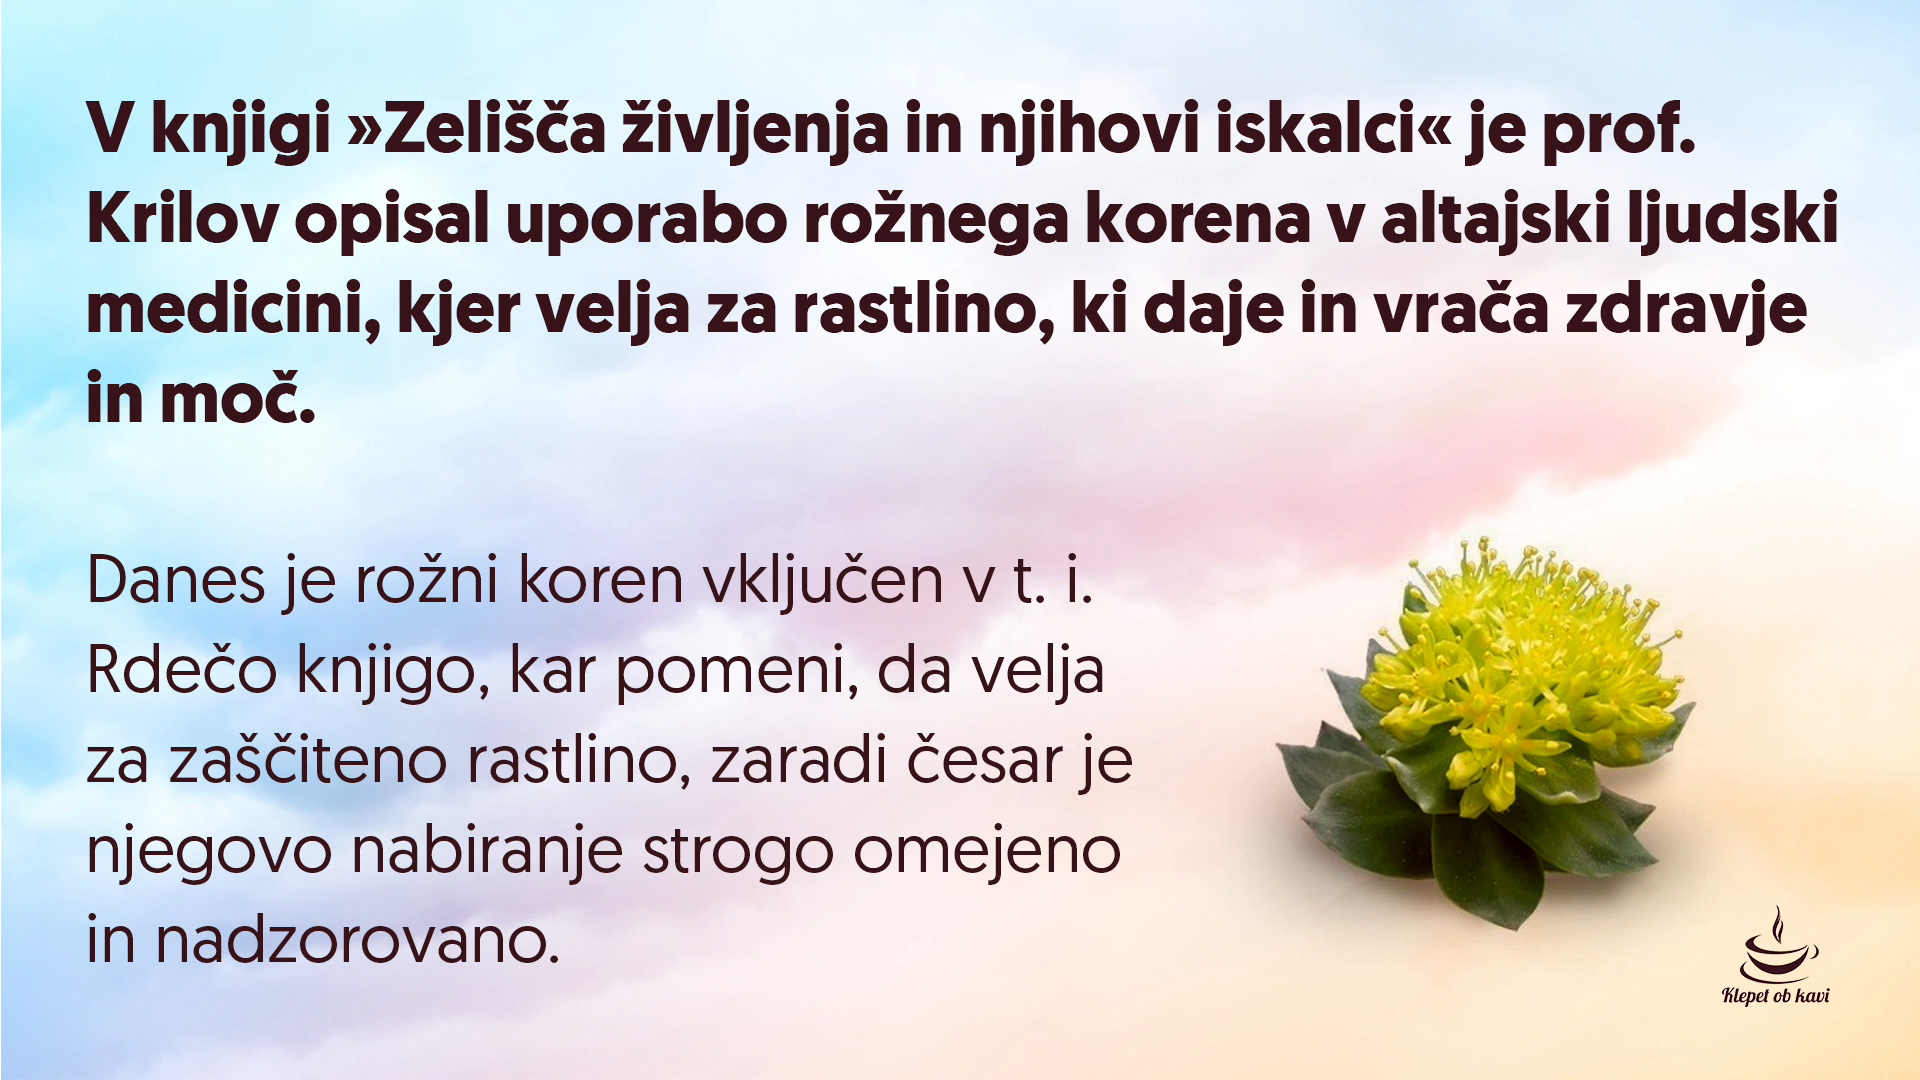 V knjigi »Zelišča življenja in njihovi iskalci« je prof.
Krilov opisal uporabo rožnega korena v altajski ljudski
medicini, kjer velja za rastlino, ki daje in vrača zdravje
in moč.
Danes je rožni koren vključen v t. i.
Rdečo knjigo, kar pomeni, da velja
za zaščiteno rastlino, zaradi česar je
njegovo nabiranje strogo omejeno
in nadzorovano.
Klepet ob kavi